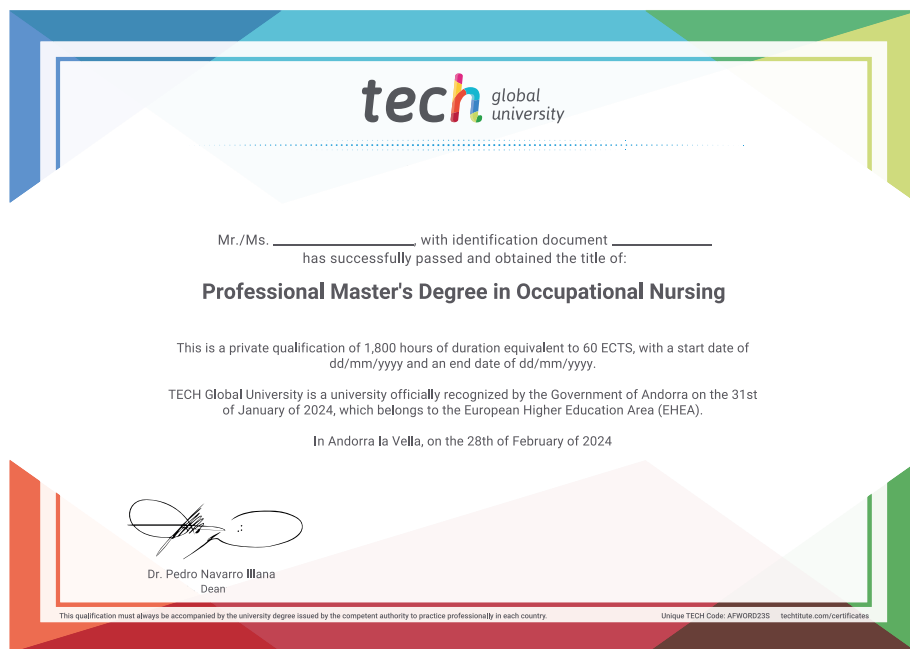 tech global university
Mr./Ms. ________________, with identification document ____________
has successfully passed and obtained the title of:
Professional Master's Degree in Occupational Nursing
This is a private qualification of 1,800 hours of duration equivalent to 60 ECTS, with a start date of
dd/mm/yyyy and an end date of dd/mm/yyyy.
TECH Global University is a university officially recognized by the Government of Andorra on the 31st
of January of 2024, which belongs to the European Higher Education Area (EHEA).
In Andorra la Vella, on the 28th of February of 2024
Dr. Pedro Navarro Illana
Dean
This qualification must always be accompanied by the university degree issued by the competent authority to practice professionally in each country. Unique TECH Code: AFWORD23S techtitute.com/certificates